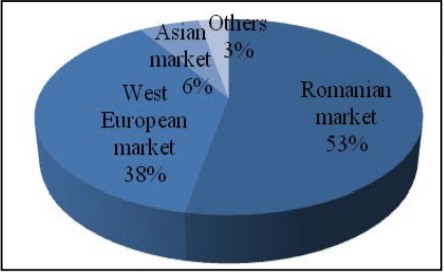 Others
3%
Asian
market
6%
Romanian
market
53%
West
European
market
38%